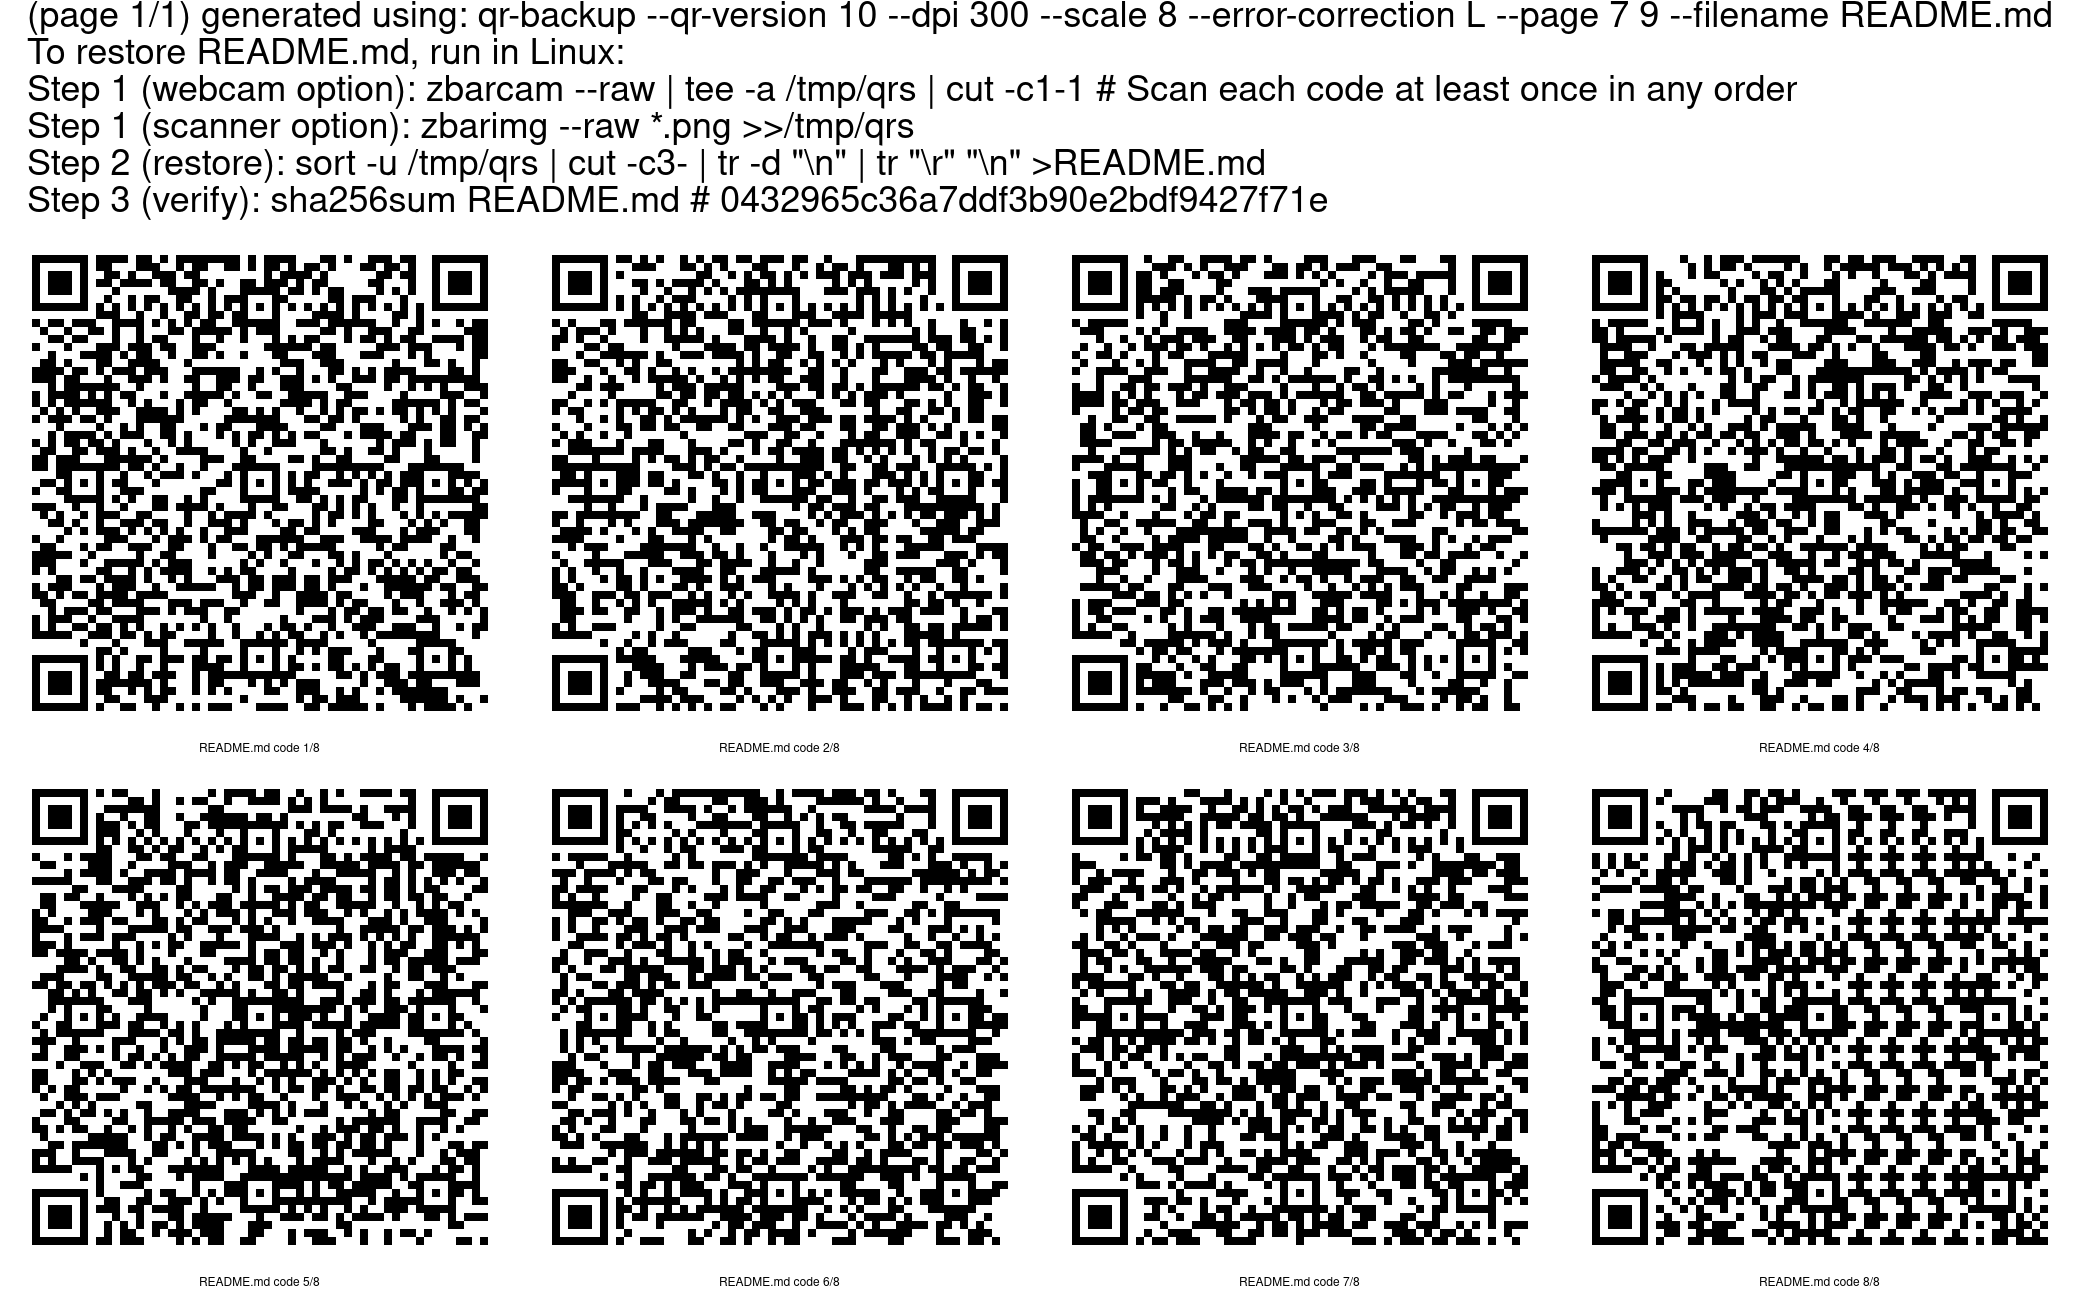 (page 1/1) generated using: qr-backup --qr-version 10 --dpi 300 --scale 8 --error-correction L --page 7 9 --filename README.md
To restore README.md, run in Linux:
Step 1 (webcam option): zbarcam --raw | tee -a /tmp/qrs | cut -c1-1 # Scan each code at least once in any order
Step 1 (scanner option): zbarimg --raw *.png >>/tmp/qrs
Step 2 (restore): sort -u /tmp/qrs | cut -c3- | tr -d "\n" | tr "\r" "\n" >README.md
Step 3 (verify): sha256sum README.md # 0432965c36a7ddf3b90e2bdf9427f71e
README.md code 1/8
README.md code 2/8
README.md code 3/8
README.md code 4/8
README.md code 5/8
README.md code 6/8
README.md code 7/8
README.md code 8/8